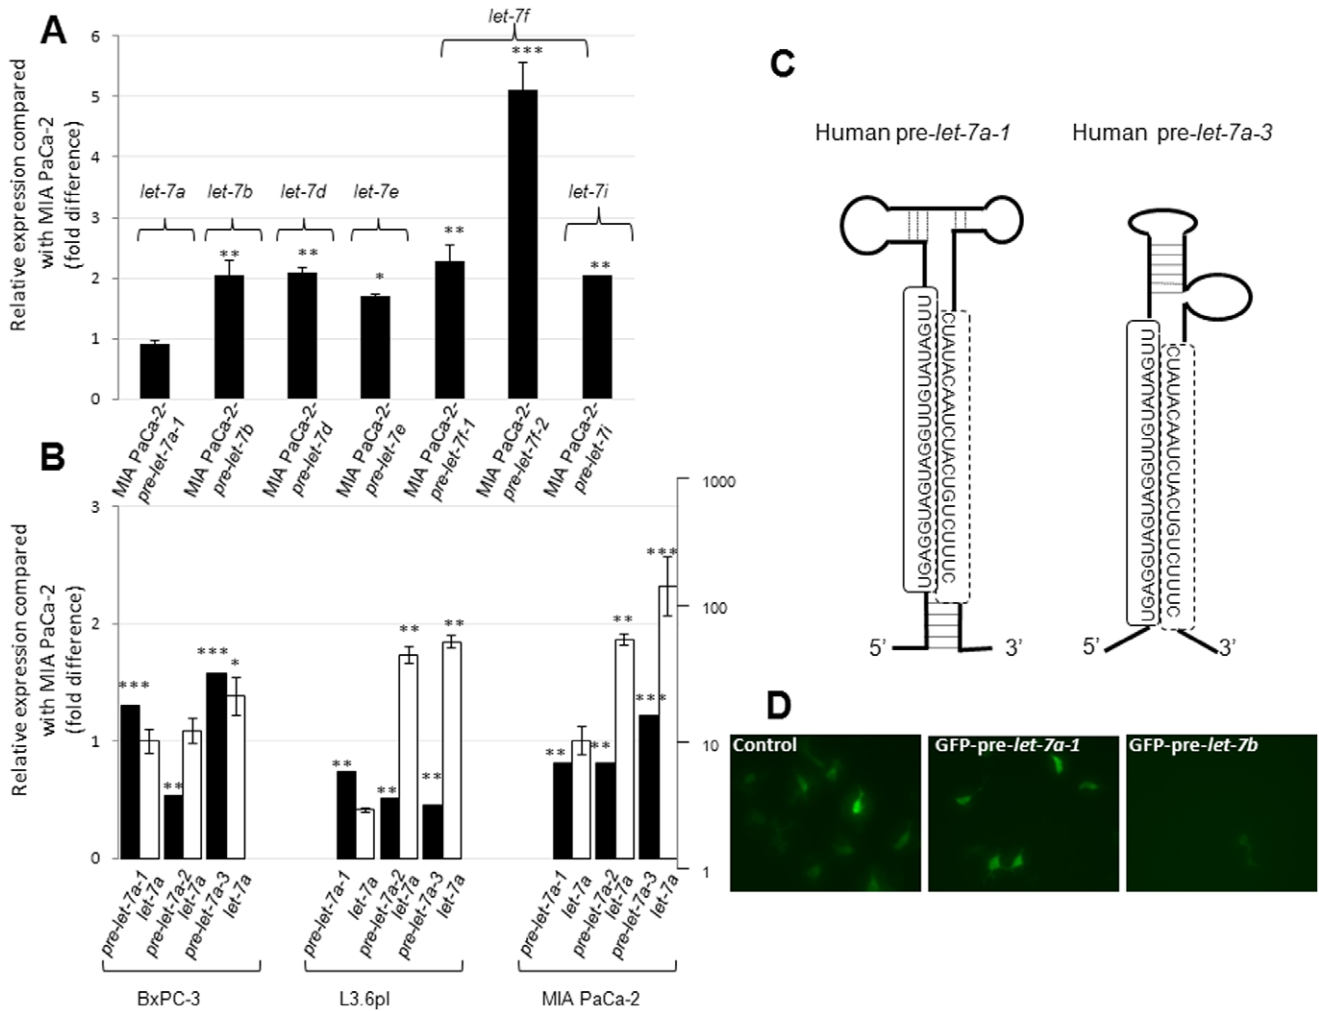 A
Relative expression compared
with MIA PaCa-2
(fold difference)
6
5
4
3
2
1
0
let-7f
***
let-7a
let-7b
let-7d
let-7e
let-7i
**
**
*
**
**
MIA PaCa-2-
pre-let-7a-1
MIA PaCa-2-
pre-let-7b
MIA PaCa-2-
pre-let-7d
MIA PaCa-2-
pre-let-7e
MIA PaCa-2-
pre-let-7f-1
MIA PaCa-2-
pre-let-7f-2
MIA PaCa-2-
pre-let-7i
B
Relative expression compared
with MIA PaCa-2
(fold difference)
3
2
1
0
1000
100
10
1
***
**
***
*
**
**
**
**
**
**
**
**
***
***
pre-let-7a-1
let-7a
pre-let-7a-2
let-7a
pre-let-7a-3
let-7a
pre-let-7a-1
let-7a
pre-let-7a-2
let-7a
pre-let-7a-3
let-7a
pre-let-7a-1
let-7a
pre-let-7a-2
let-7a
pre-let-7a-3
let-7a
BxPC-3
L3.6pl
MIA PaCa-2
C
Human pre-let-7a-1
Human pre-let-7a-3
UUGAUAUGUUGGAUGAUGGAGU
CUAUACAAUCUACUGUCUUUC
5’
3’
UUGAUAUGUUGGAUGAUGGAGU
CUAUACAAUCUACUGUCUUUC
5’
3’
D
Control
GFP-pre-let-7a-1
GFP-pre-let-7b